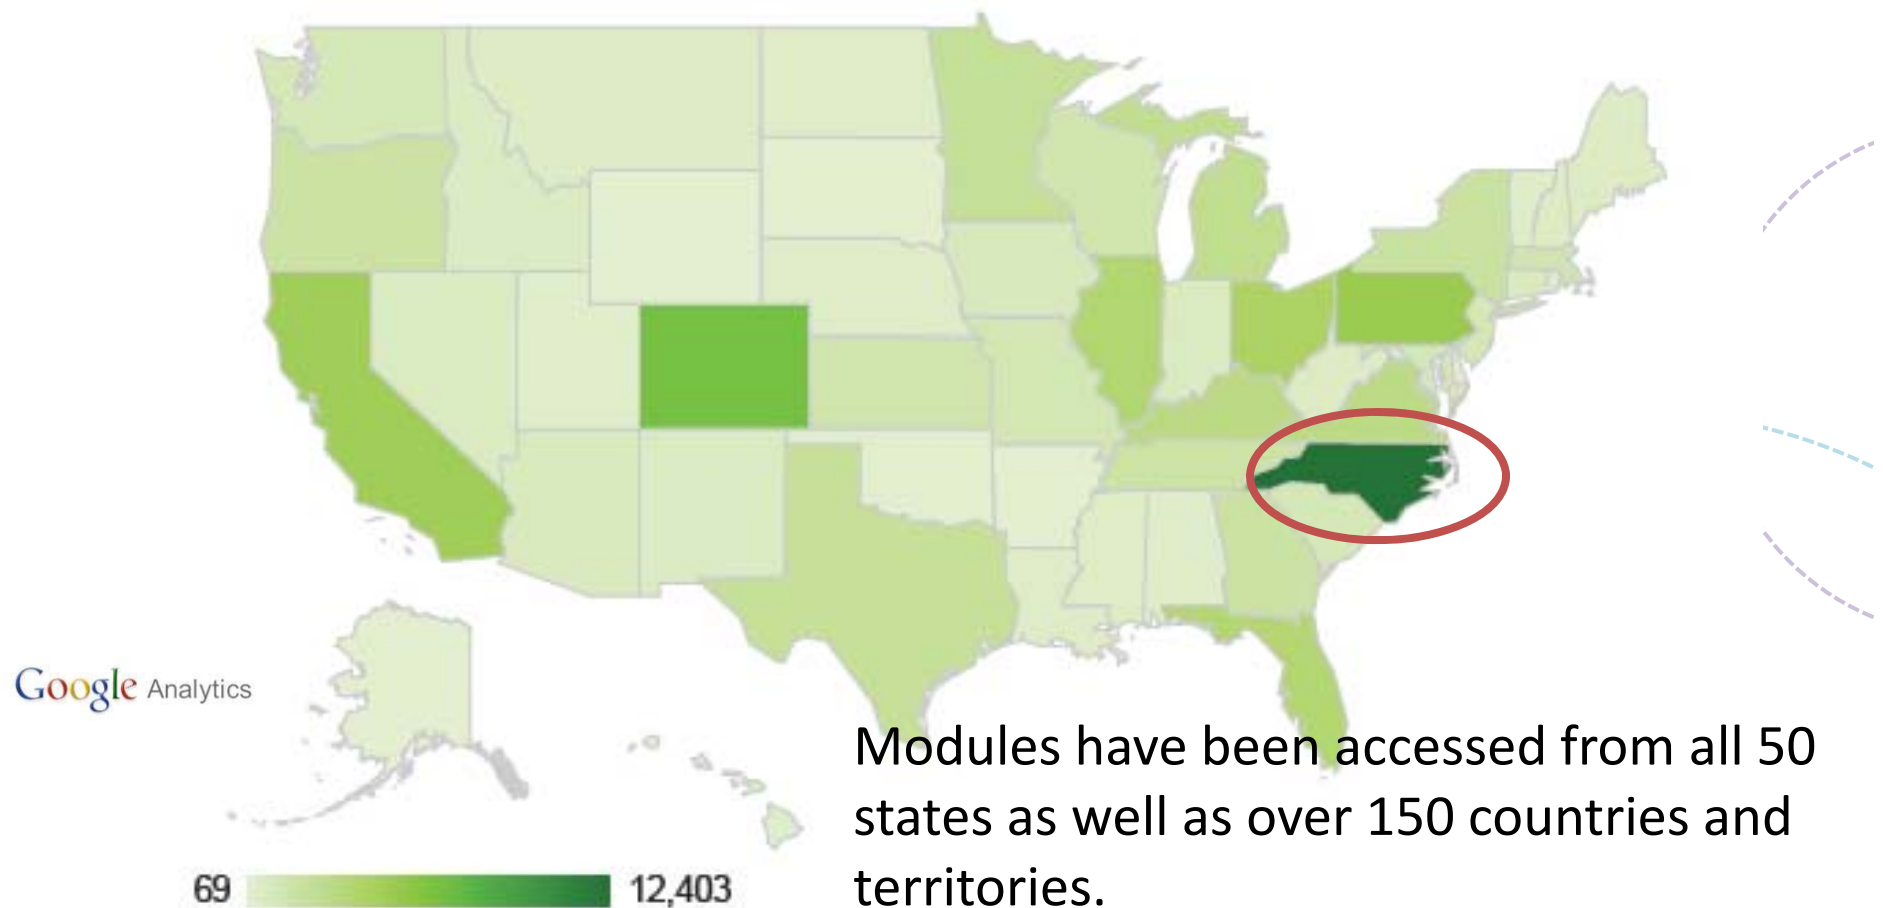 Google Analytics
Modules have been accessed from all 50
states as well as over 150 countries and
territories.
69 12,403